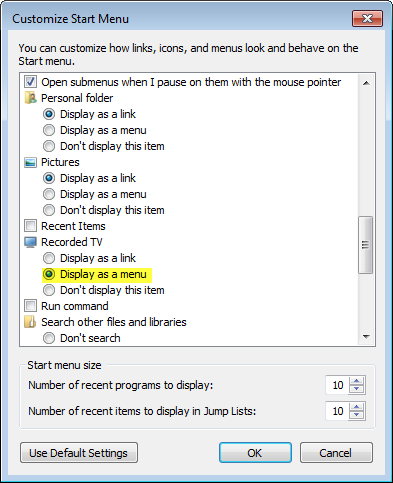 Customize Start Menu
You can customize how links, icons, and menus look and behave on the
Start menu.
Open submenus when I pause on them with the mouse pointer
Personal folder
Display as a link
Display as a menu
Don't display this item
Pictures
Display as a link
Display as a menu
Don't display this item
Recent Items
Recorded TV
Display as a link
Display as a menu
Don't display this item
Run command
Search other files and libraries
Don't search
Start menu size
Number of recent programs to display: 10
Number of recent items to display in Jump Lists: 10
Use Default Settings OK Cancel